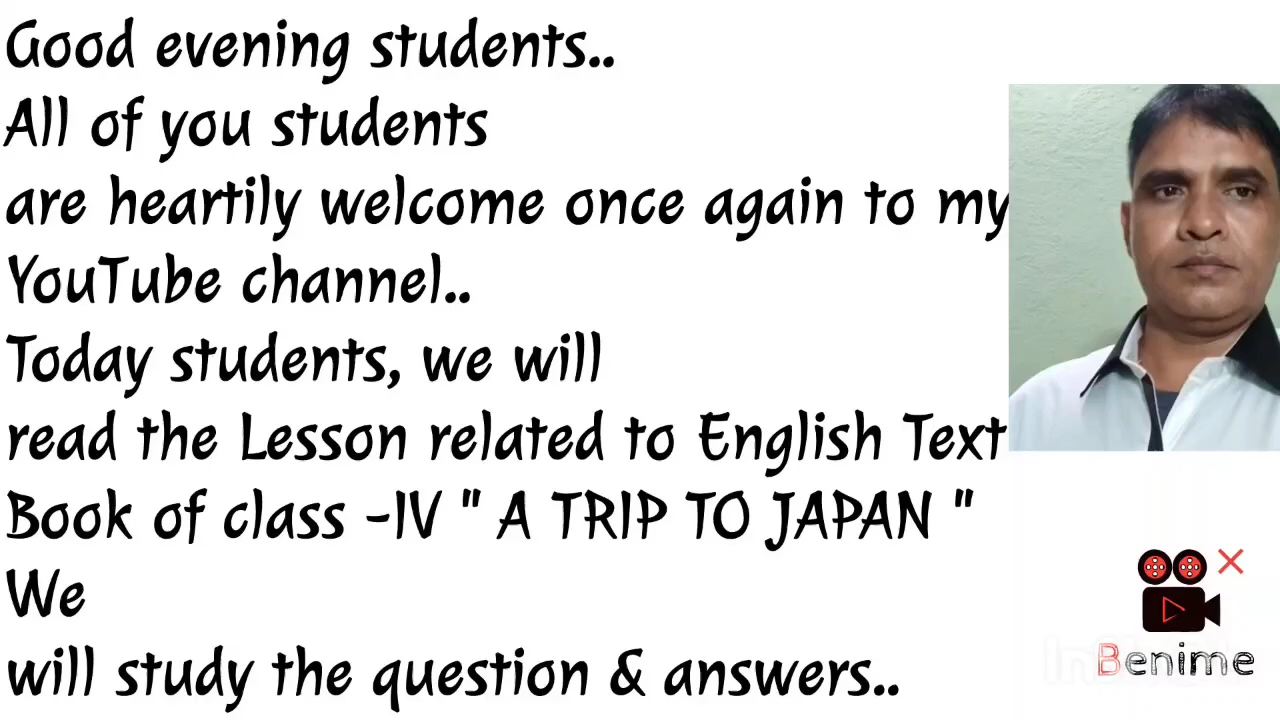 Good evening students..
All of you students
are heartily welcome once again to my
YouTube channel..
Today students, we will
read the Lesson related to English Text
Book of class -IV " A TRIP TO JAPAN "
We
will study the question & answers..
Benime